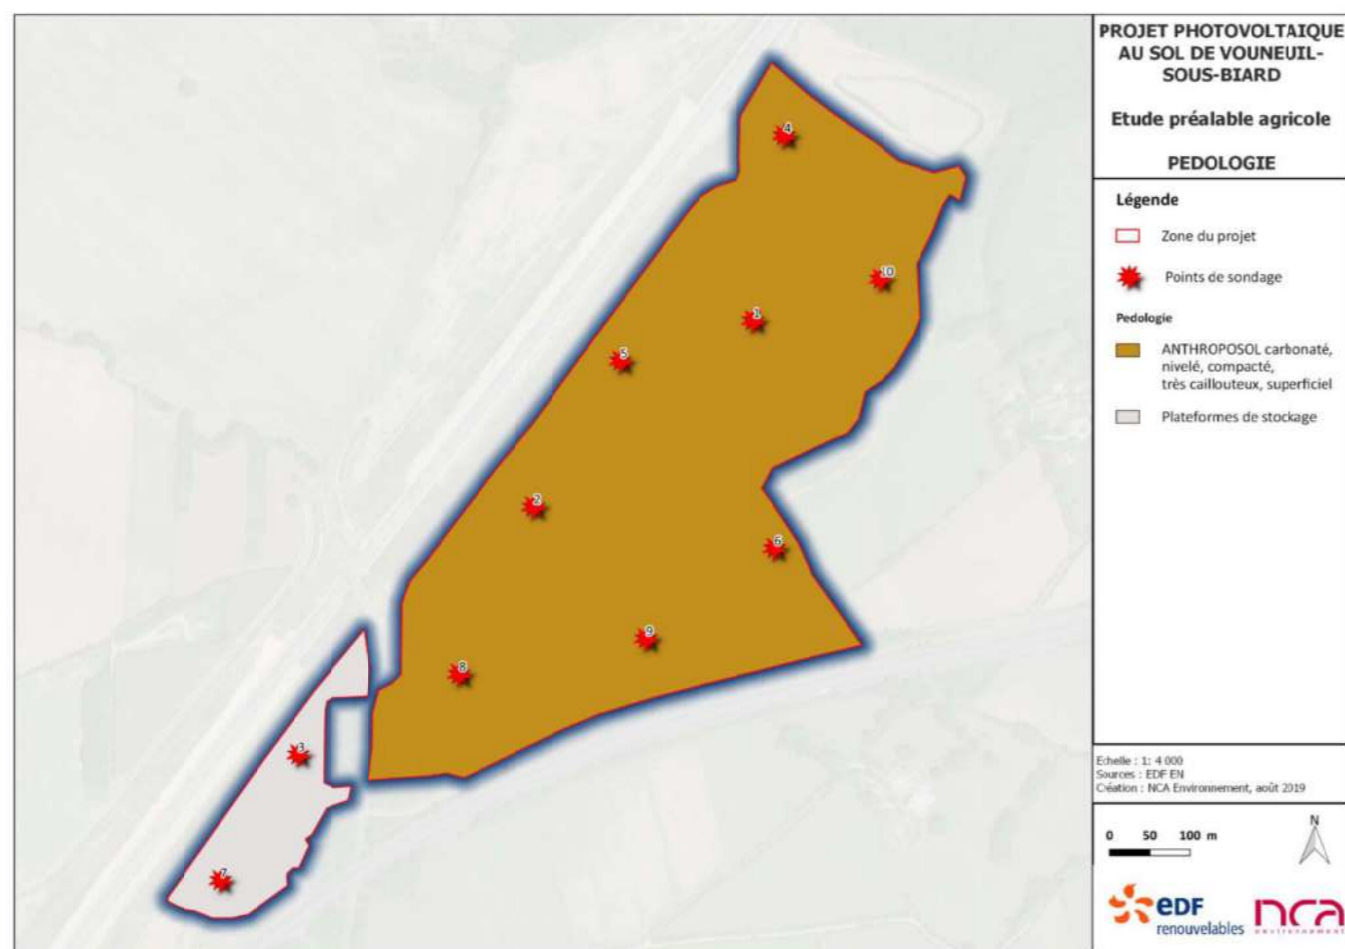 PROJET PHOTOVOLTAIQUE
AU SOL DE VOUNEUIL-
SOUS-BIARD
Etude préalable agricole
PEDOLOGIE
Légende
Zone du projet
Points de sondage
Pedologie
ANTHROPOSOL carbonaté,
nivelé, compacté,
très caillouteux, superficiel
Plateformes de stockage
4
10
1
5
2
6
9
8
3
7
Echelle : 1: 4 000
Sources : EDF EN
Création : NCA Environnement, août 2019
0 50 100 m
N
eDF
renouvelables
nca
environnement